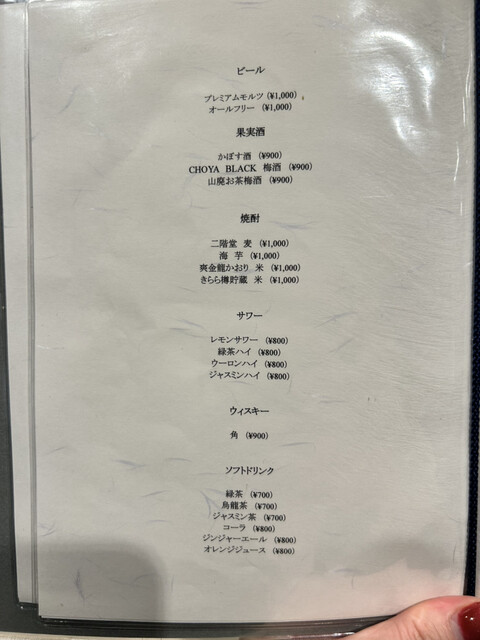 ビール
プレミアムモルツ (¥1,000)
オールフリー (¥1,000)
果実酒
かぼす酒 (¥900)
CHOYA BLACK 梅酒 (¥900)
山廃お茶梅酒 (¥900)
焼酎
二階堂 麦 (¥1,000)
海 芋 (¥1,000)
爽金龍かおり 米 (¥1,000)
きらら樽貯蔵 米 (¥1,000)
サワー
レモンサワー (¥800)
緑茶ハイ (¥800)
ウーロンハイ (¥800)
ジャスミンハイ (¥800)
ウィスキー
角 (¥900)
ソフトドリンク
緑茶 (¥700)
烏龍茶 (¥700)
ジャスミン茶 (¥700)
コーラ (¥800)
ジンジャーエール (¥800)
オレンジジュース (¥800)